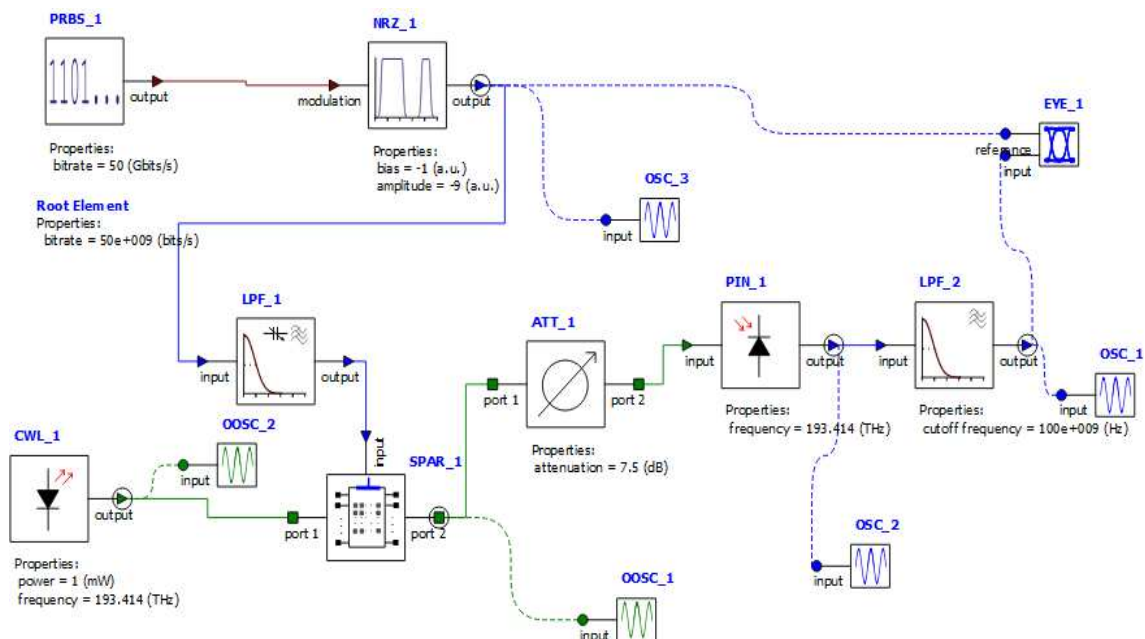 PRBS_1
1101...
output
Properties:
bitrate = 50 (Gbits/s)
NRZ_1
modulation
output
Properties:
bias = -1 (a.u.)
amplitude = -9 (a.u.)
EYE_1
reference
input
OSC_3
input
Root Element
Properties:
bitrate = 50e+009 (bits/s)
LPF_1
input
output
ATT_1
port 1
port 2
Properties:
attenuation = 7.5 (dB)
PIN_1
input
output
Properties:
frequency = 193.414 (THz)
LPF_2
input
output
Properties:
cutoff frequency = 100e+009 (Hz)
OSC_1
input
CWL_1
output
Properties:
power = 1 (mW)
frequency = 193.414 (THz)
OOSC_2
input
SPAR_1
input
port 1
port 2
OSC_2
input
OOSC_1
input